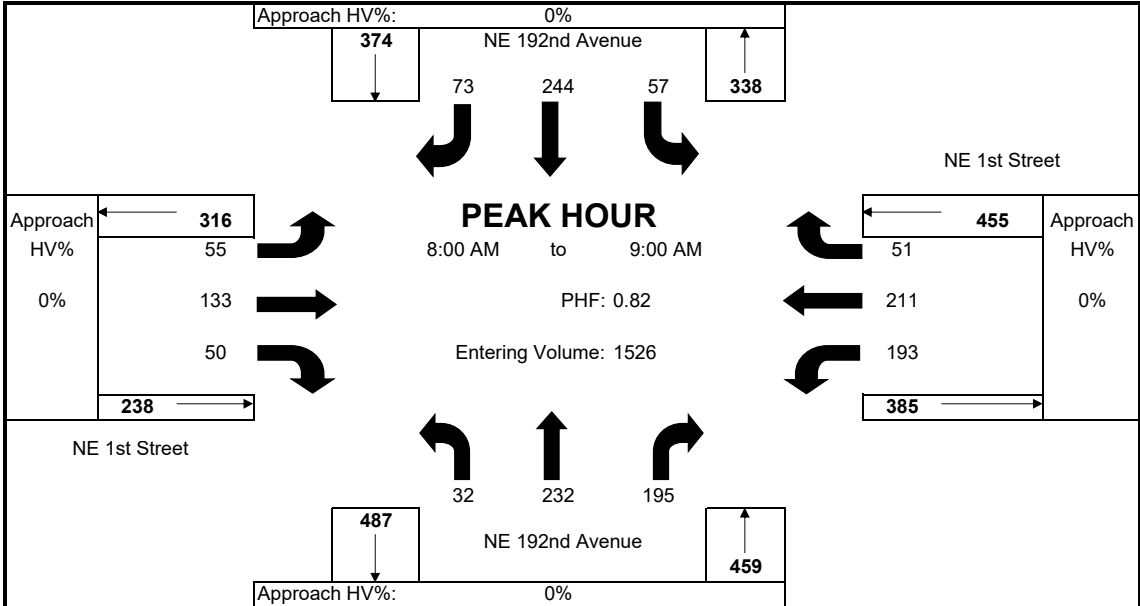 Approach HV%: 0%
374 NE 192nd Avenue 338
73 244 57
NE 1st Street
Approach 316 PEAK HOUR 455 Approach
HV% 55 8:00 AM to 9:00 AM 51 HV%
0% 133 PHF: 0.82 211 0%
50 Entering Volume: 1526 193
238 385
NE 1st Street
32 232 195
487 NE 192nd Avenue 459
Approach HV%: 0%